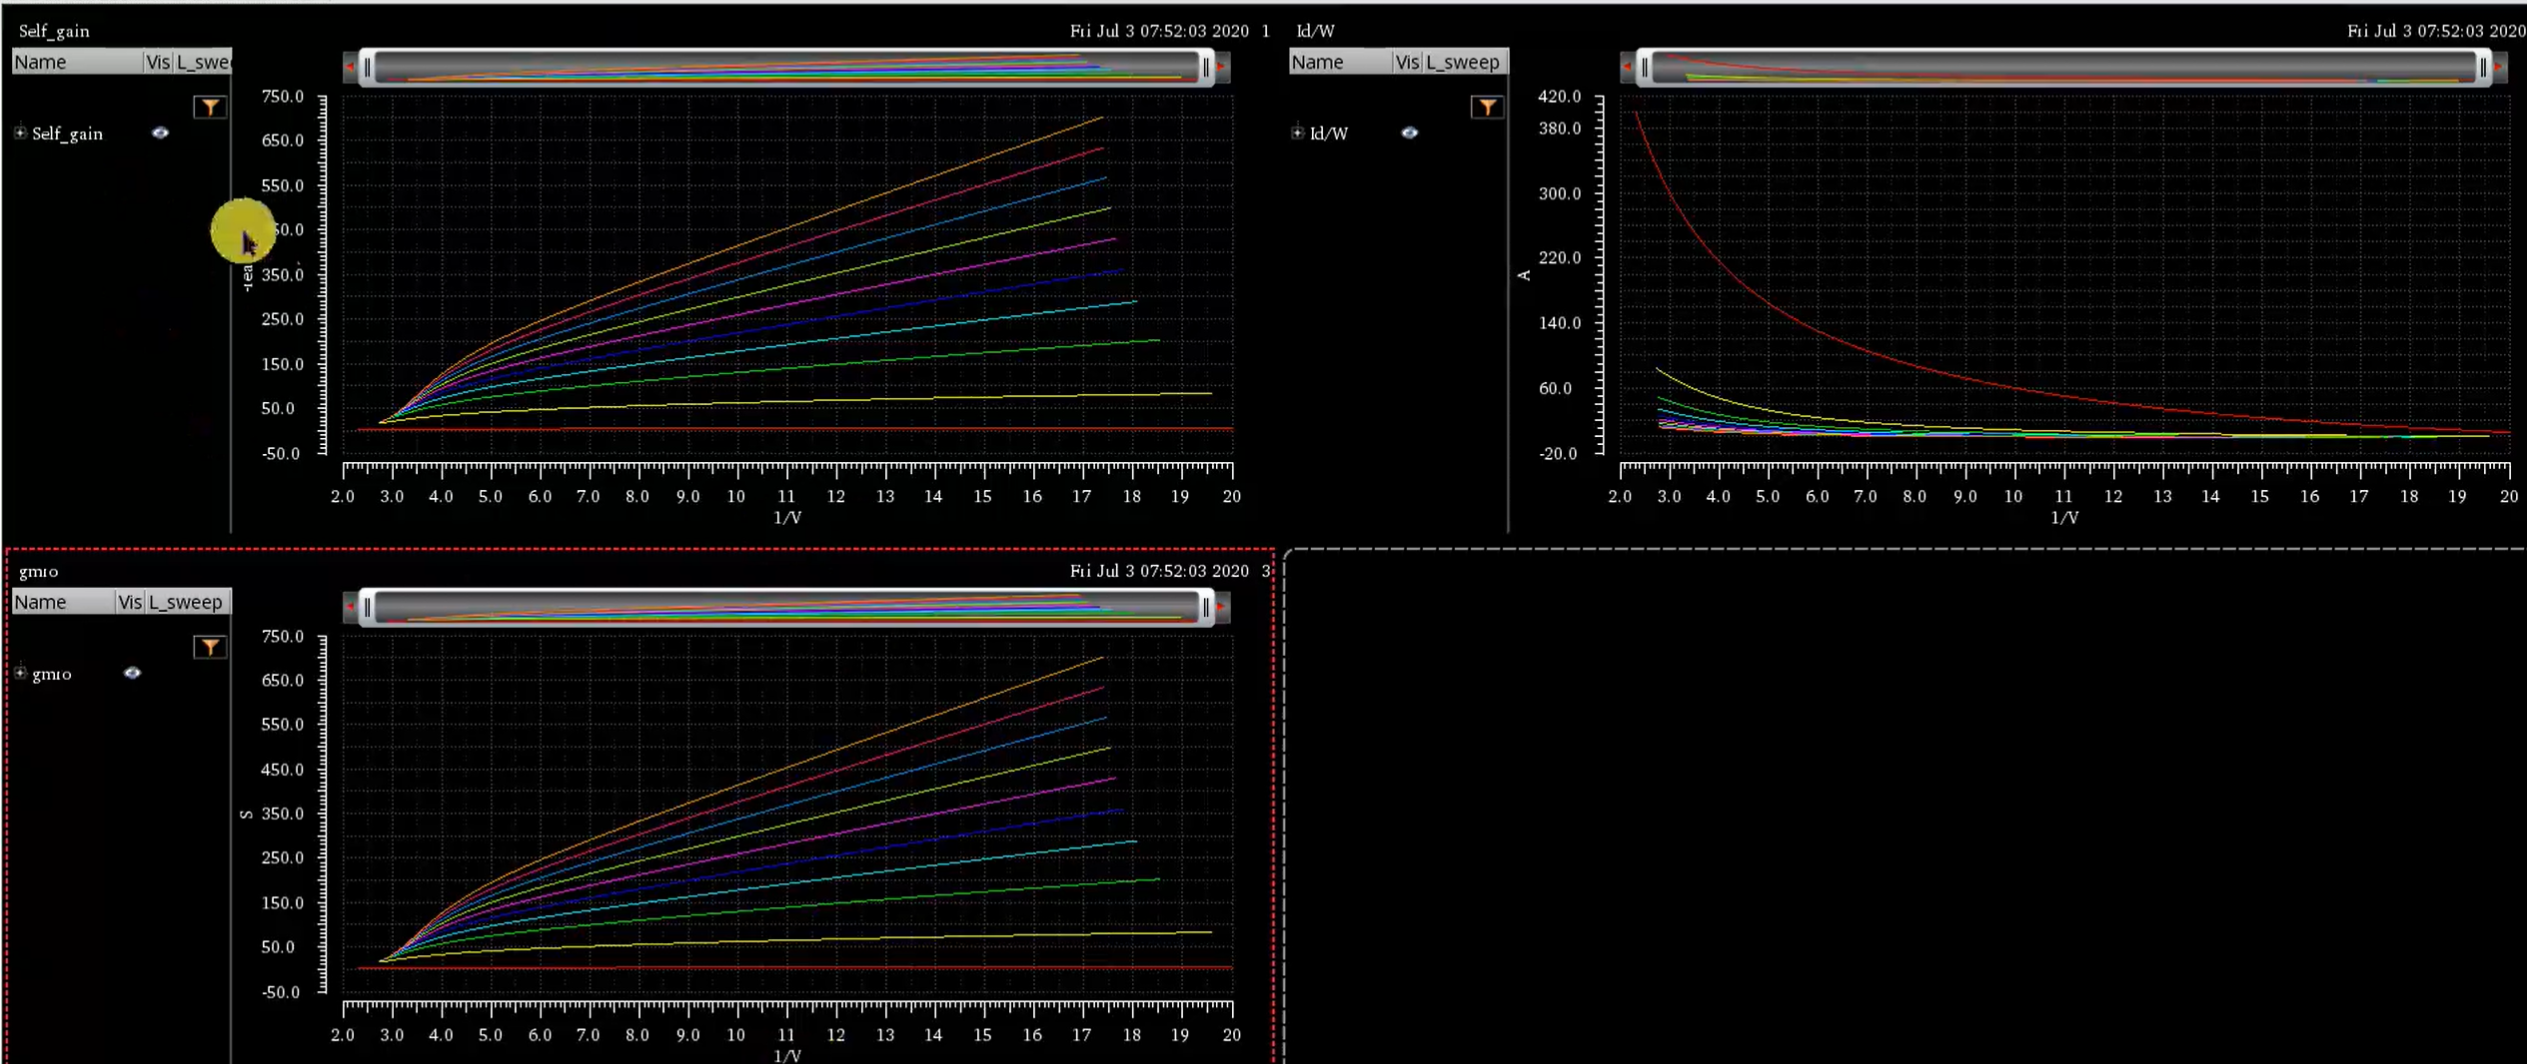 Self_gain
Fri Jul 3 07:52:03 2020 1
Name Vis L_swe
Self_gain
750.0
650.0
550.0
50.0
350.0
250.0
150.0
50.0
-50.0
2.0 3.0 4.0 5.0 6.0 7.0 8.0 9.0 10 11 12 13 14 15 16 17 18 19 20
1/V
Id/W
Fri Jul 3 07:52:03 2020
Name Vis L_sweep
Id/W
420.0
380.0
300.0
A
220.0
140.0
60.0
-20.0
2.0 3.0 4.0 5.0 6.0 7.0 8.0 9.0 10 11 12 13 14 15 16 17 18 19 20
1/V
gmro
Fri Jul 3 07:52:03 2020 3
Name Vis L_sweep
gmro
750.0
650.0
550.0
450.0
S
350.0
250.0
150.0
50.0
-50.0
2.0 3.0 4.0 5.0 6.0 7.0 8.0 9.0 10 11 12 13 14 15 16 17 18 19 20
1/V